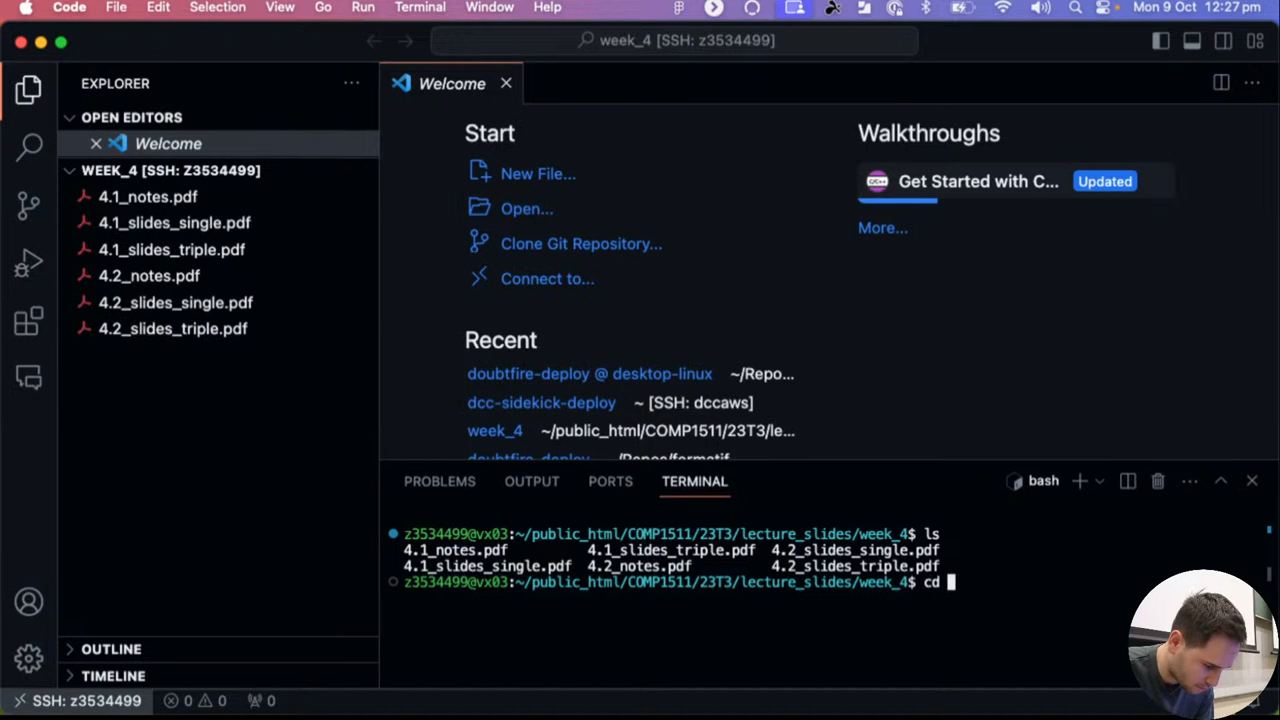 Code File Edit Selection View Go Run Terminal Window Help Mon 9 Oct 12:27 pm
week_4 [SSH: z3534499]
EXPLORER
OPEN EDITORS
Welcome
WEEK_4 [SSH: Z3534499]
4.1_notes.pdf
4.1_slides_single.pdf
4.1_slides_triple.pdf
4.2_notes.pdf
4.2_slides_single.pdf
4.2_slides_triple.pdf
OUTLINE
TIMELINE
Welcome
Start
New File...
Open...
Clone Git Repository...
Connect to...
Recent
doubtfire-deploy @ desktop-linux ~/Repo...
dcc-sidekick-deploy ~ [SSH: dccaws]
week_4 ~/public_html/COMP1511/23T3/le...
doubtfire-deploy ~/Repos/formatif
Walkthroughs
Get Started with C... Updated
More...
PROBLEMS OUTPUT PORTS TERMINAL bash
z3534499@vx03:~/public_html/COMP1511/23T3/lecture_slides/week_4$ ls
4.1_notes.pdf 4.1_slides_triple.pdf 4.2_slides_single.pdf
4.1_slides_single.pdf 4.2_notes.pdf 4.2_slides_triple.pdf
z3534499@vx03:~/public_html/COMP1511/23T3/lecture_slides/week_4$ cd
SSH: z3534499 0 0 0